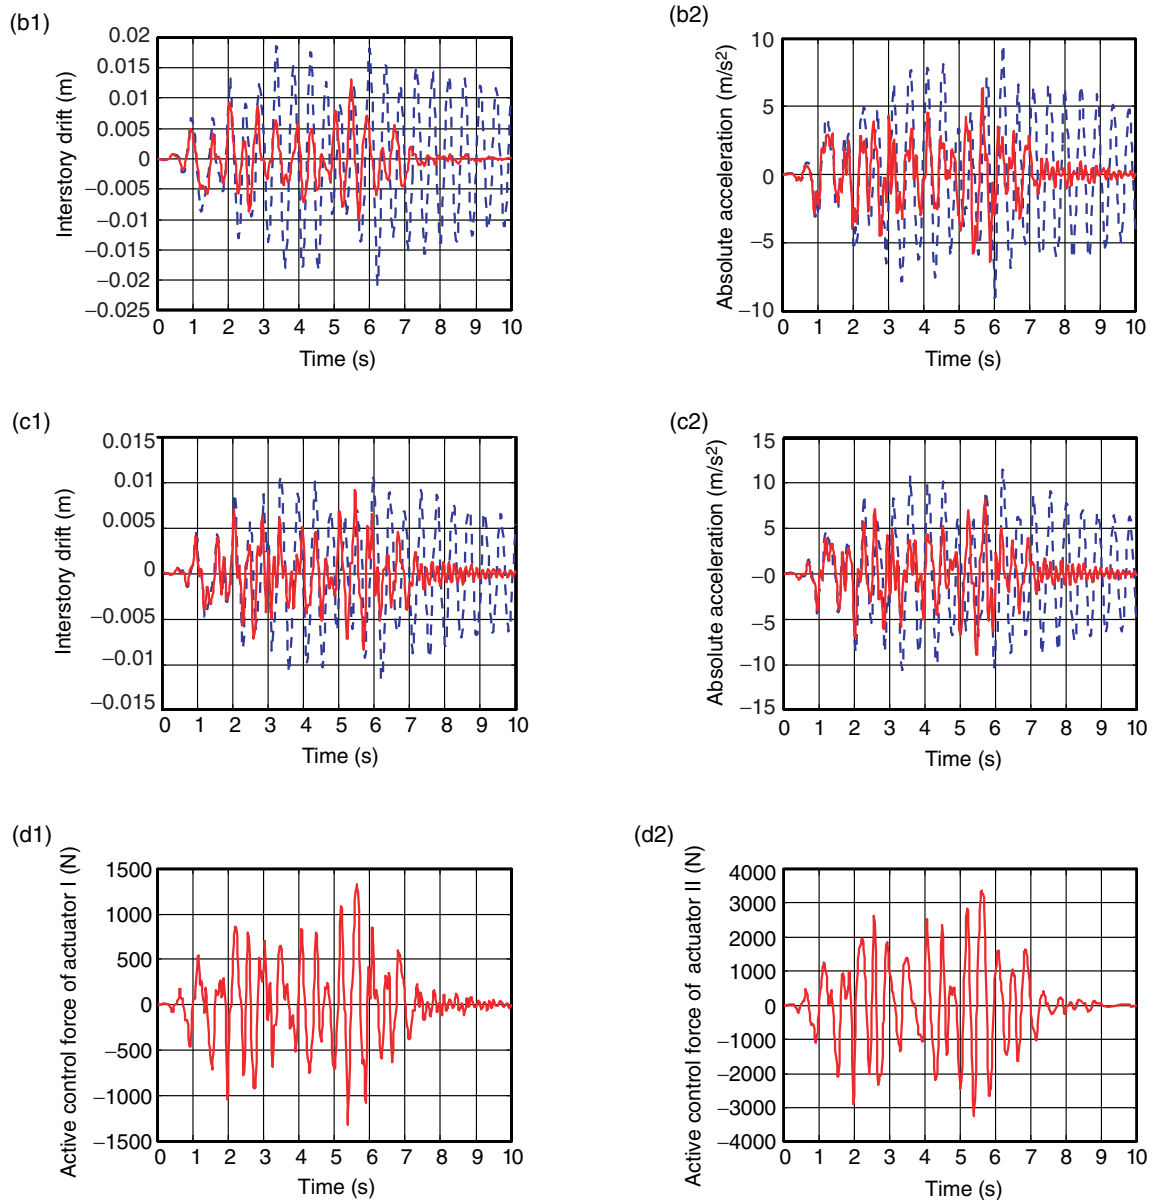 (b1)
0.02
0.015
0.01
0.005
0
−0.005
−0.01
−0.015
−0.02
−0.025
Interstory drift (m)
0 1 2 3 4 5 6 7 8 9 10
Time (s)
(b2)
10
5
0
−5
−10
Absolute acceleration (m/s2)
0 1 2 3 4 5 6 7 8 9 10
Time (s)
(c1)
0.015
0.01
0.005
0
−0.005
−0.01
−0.015
Interstory drift (m)
0 1 2 3 4 5 6 7 8 9 10
Time (s)
(c2)
15
10
5
−0
−5
−10
−15
Absolute acceleration (m/s2)
0 1 2 3 4 5 6 7 8 9 10
Time (s)
(d1)
1500
1000
500
0
−500
−1000
−1500
Active control force of actuator I (N)
0 1 2 3 4 5 6 7 8 9 10
Time (s)
(d2)
4000
3000
2000
1000
0
−1000
−2000
−3000
−4000
Active control force of actuator II (N)
0 1 2 3 4 5 6 7 8 9 10
Time (s)